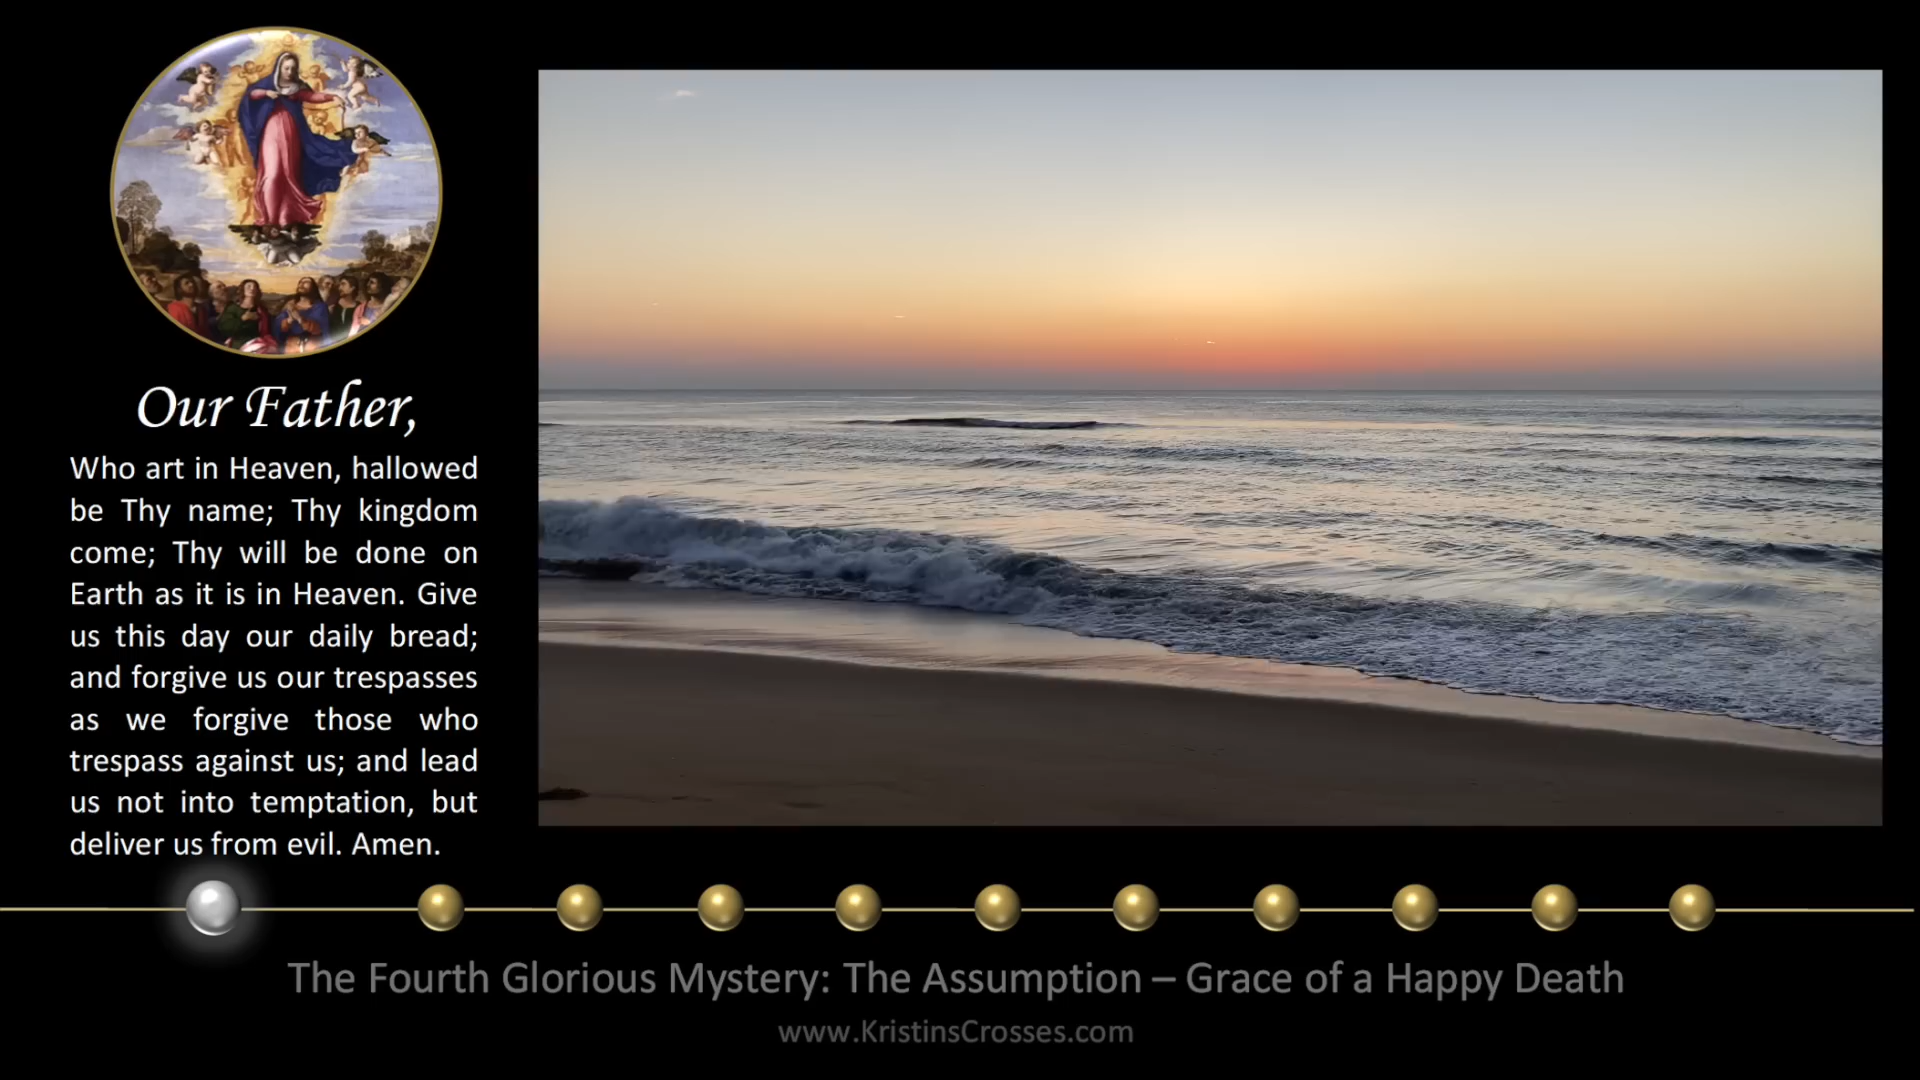 Our Father,
Who art in Heaven, hallowed
be Thy name; Thy kingdom
come; Thy will be done on
Earth as it is in Heaven. Give
us this day our daily bread;
and forgive us our trespasses
as we forgive those who
trespass against us; and lead
us not into temptation, but
deliver us from evil. Amen.
The Fourth Glorious Mystery: The Assumption – Grace of a Happy Death
www.KristinsCrosses.com